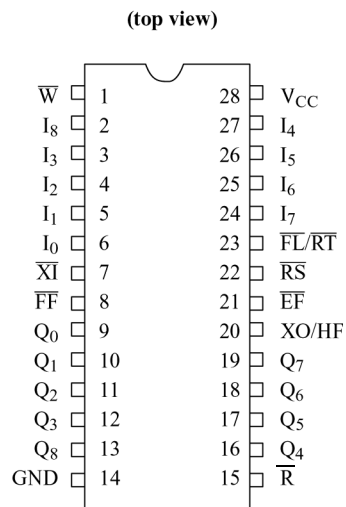 (top view)
W̅ 1 28 V_CC
I₈ 2 27 I₄
I₃ 3 26 I₅
I₂ 4 25 I₆
I₁ 5 24 I₇
I₀ 6 23 F̅L̅/R̅T̅
X̅I̅ 7 22 R̅S̅
F̅F̅ 8 21 E̅F̅
Q₀ 9 20 XO/HF
Q₁ 10 19 Q₇
Q₂ 11 18 Q₆
Q₃ 12 17 Q₅
Q₈ 13 16 Q₄
GND 14 15 R̅